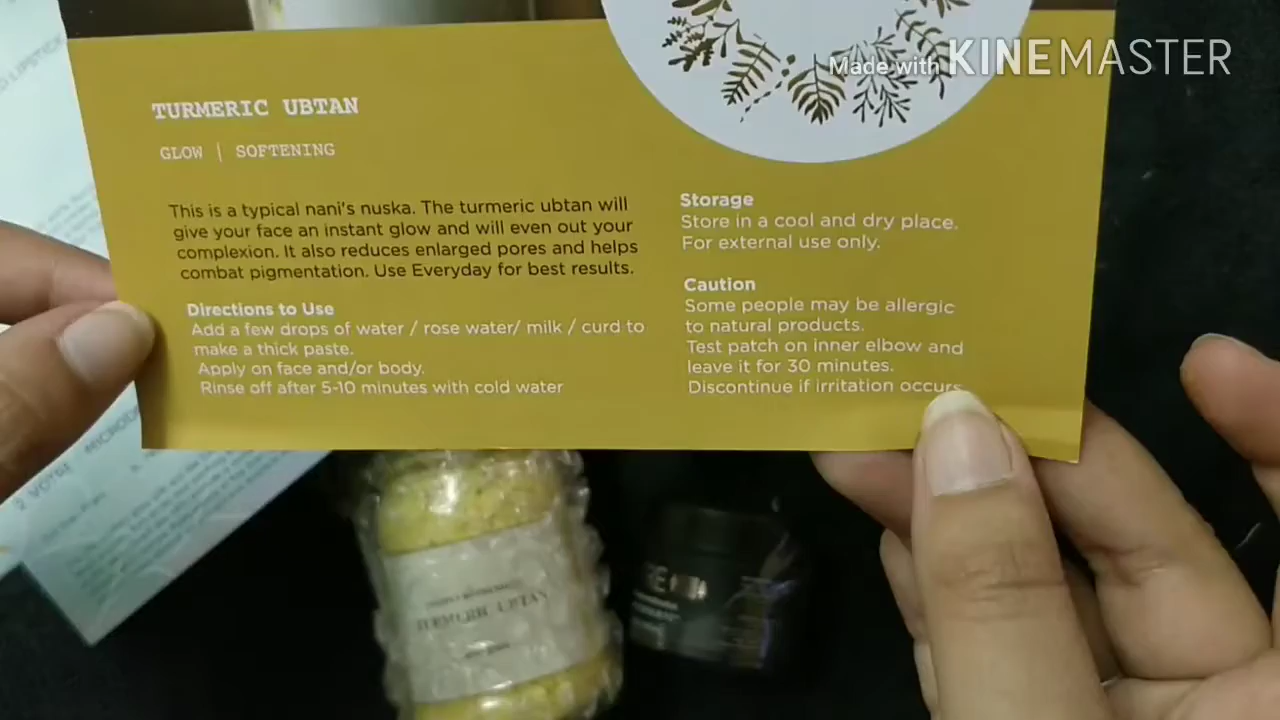 Made with KINEMASTER
TURMERIC UBTAN
GLOW | SOFTENING
This is a typical nani's nuska. The turmeric ubtan will
give your face an instant glow and will even out your
complexion. It also reduces enlarged pores and helps
combat pigmentation. Use Everyday for best results.
Directions to Use
Add a few drops of water / rose water/ milk / curd to
make a thick paste.
Apply on face and/or body.
Rinse off after 5-10 minutes with cold water
Storage
Store in a cool and dry place.
For external use only.
Caution
Some people may be allergic
to natural products.
Test patch on inner elbow and
leave it for 30 minutes.
Discontinue if irritation occurs
TURMERIC UBTAN